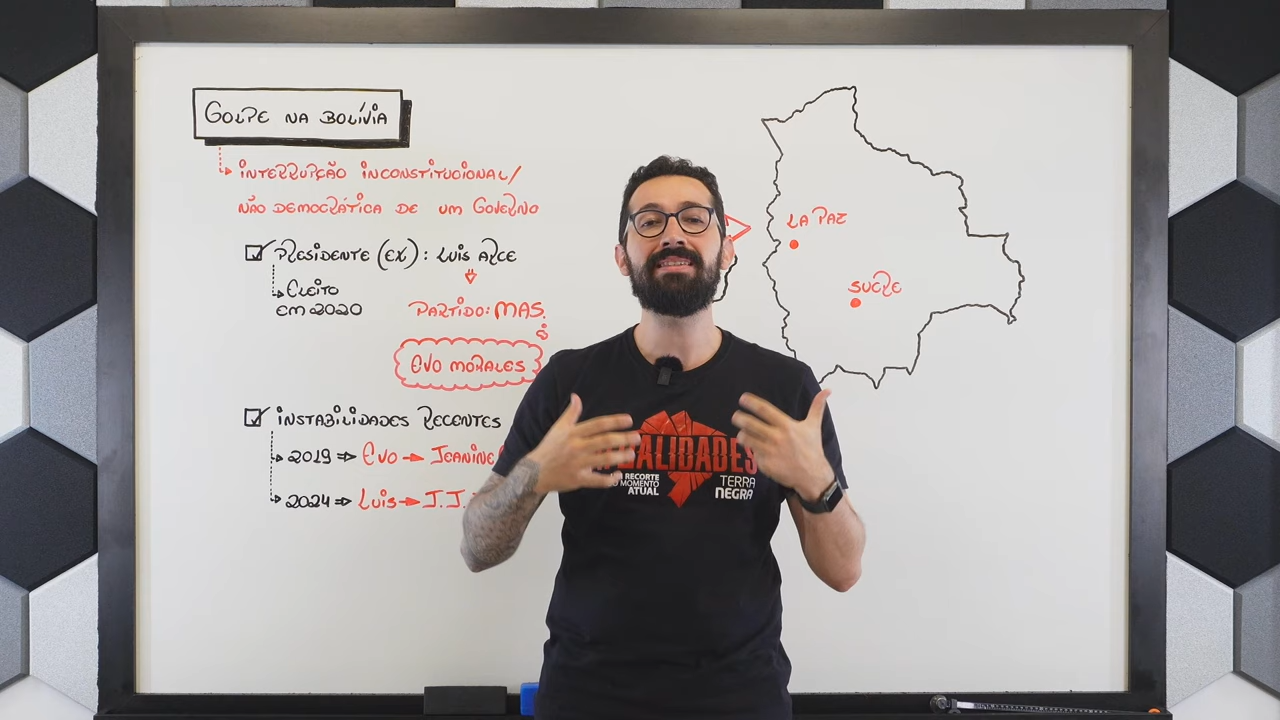 GOLPE NA BOLÍVIA
INTERRUPÇÃO INCONSTITUCIONAL/
NÃO DEMOCRÁTICA DE UM GOVERNO
PRESIDENTE (EX): LUIS ARCE
ELEITO
EM 2020
PARTIDO: MAS
EVO MORALES
INSTABILIDADES RECENTES
2019 ⇒ EVO → JEANINE
2024 ⇒ LUIS → J.J.
LA PAZ
SUCRE
RECORTE
MOMENTO
ATUAL
TERRA
NEGRA